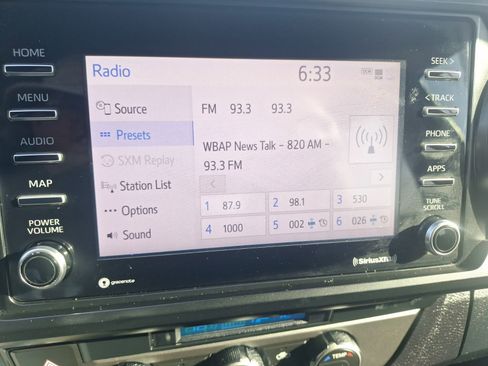 HOME
MENU
AUDIO
MAP
POWER
VOLUME
Radio
6:33
Source
Presets
SXM Replay
Station List
Options
Sound
FM 93.3 93.3
WBAP News Talk - 820 AM -
93.3 FM
1 87.9
2 98.1
3 530
4 1000
5 002
6 026
SEEK >
< TRACK
PHONE
APPS
TUNE
SCROLL
gracenote
SiriusXM
TEMP